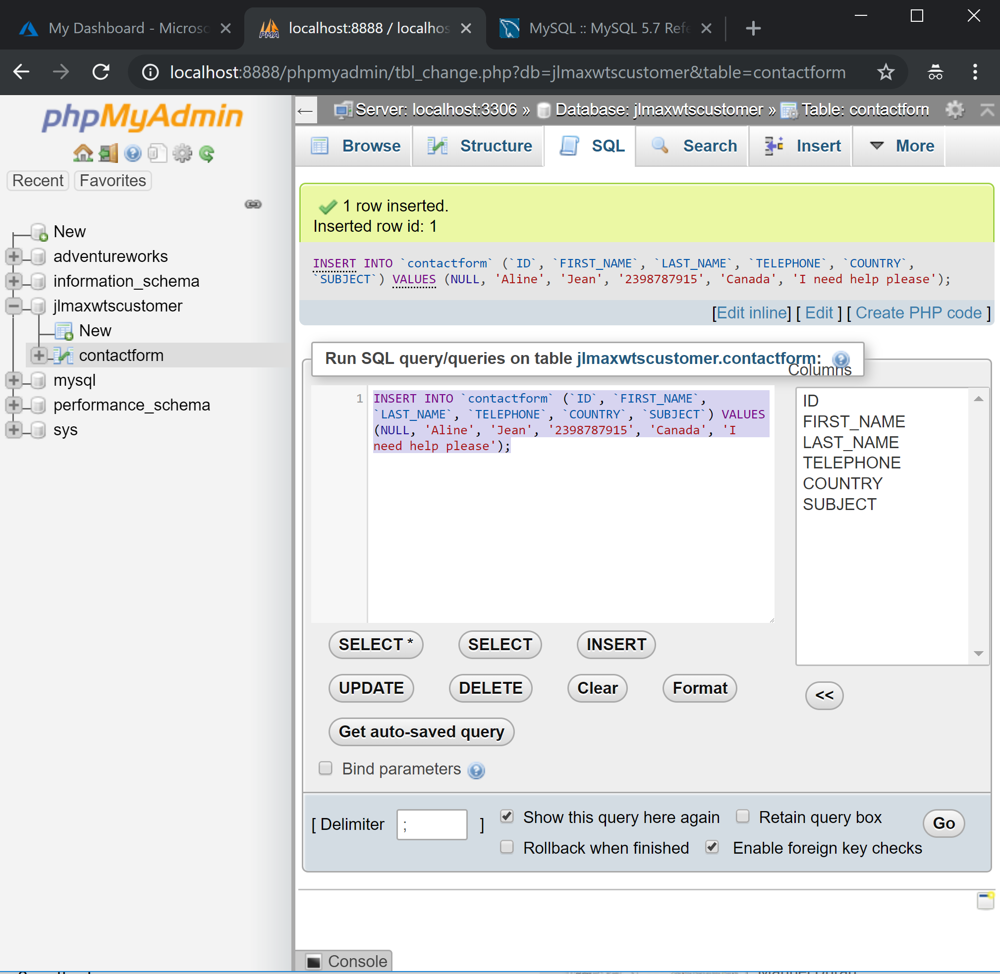 My Dashboard - Microso
localhost:8888 / localhos
MySQL :: MySQL 5.7 Refe
localhost:8888/phpmyadmin/tbl_change.php?db=jlmaxwtscustomer&table=contactform
phpMyAdmin
Recent
Favorites
New
adventureworks
information_schema
jlmaxwtscustomer
New
contactform
mysql
performance_schema
sys
Server: localhost:3306 » Database: jlmaxwtscustomer » Table: contactform
Browse
Structure
SQL
Search
Insert
More
1 row inserted.
Inserted row id: 1
INSERT INTO `contactform` (`ID`, `FIRST_NAME`, `LAST_NAME`, `TELEPHONE`, `COUNTRY`,
`SUBJECT`) VALUES (NULL, 'Aline', 'Jean', '2398787915', 'Canada', 'I need help please');
[Edit inline] [ Edit ] [ Create PHP code ]
Run SQL query/queries on table jlmaxwtscustomer.contactform:
Columns
1
INSERT INTO `contactform` (`ID`, `FIRST_NAME`,
`LAST_NAME`, `TELEPHONE`, `COUNTRY`, `SUBJECT`) VALUES
(NULL, 'Aline', 'Jean', '2398787915', 'Canada', 'I
need help please');
ID
FIRST_NAME
LAST_NAME
TELEPHONE
COUNTRY
SUBJECT
SELECT *
SELECT
INSERT
UPDATE
DELETE
Clear
Format
<<
Get auto-saved query
Bind parameters
[ Delimiter ; ]
Show this query here again
Retain query box
Rollback when finished
Enable foreign key checks
Go
Console